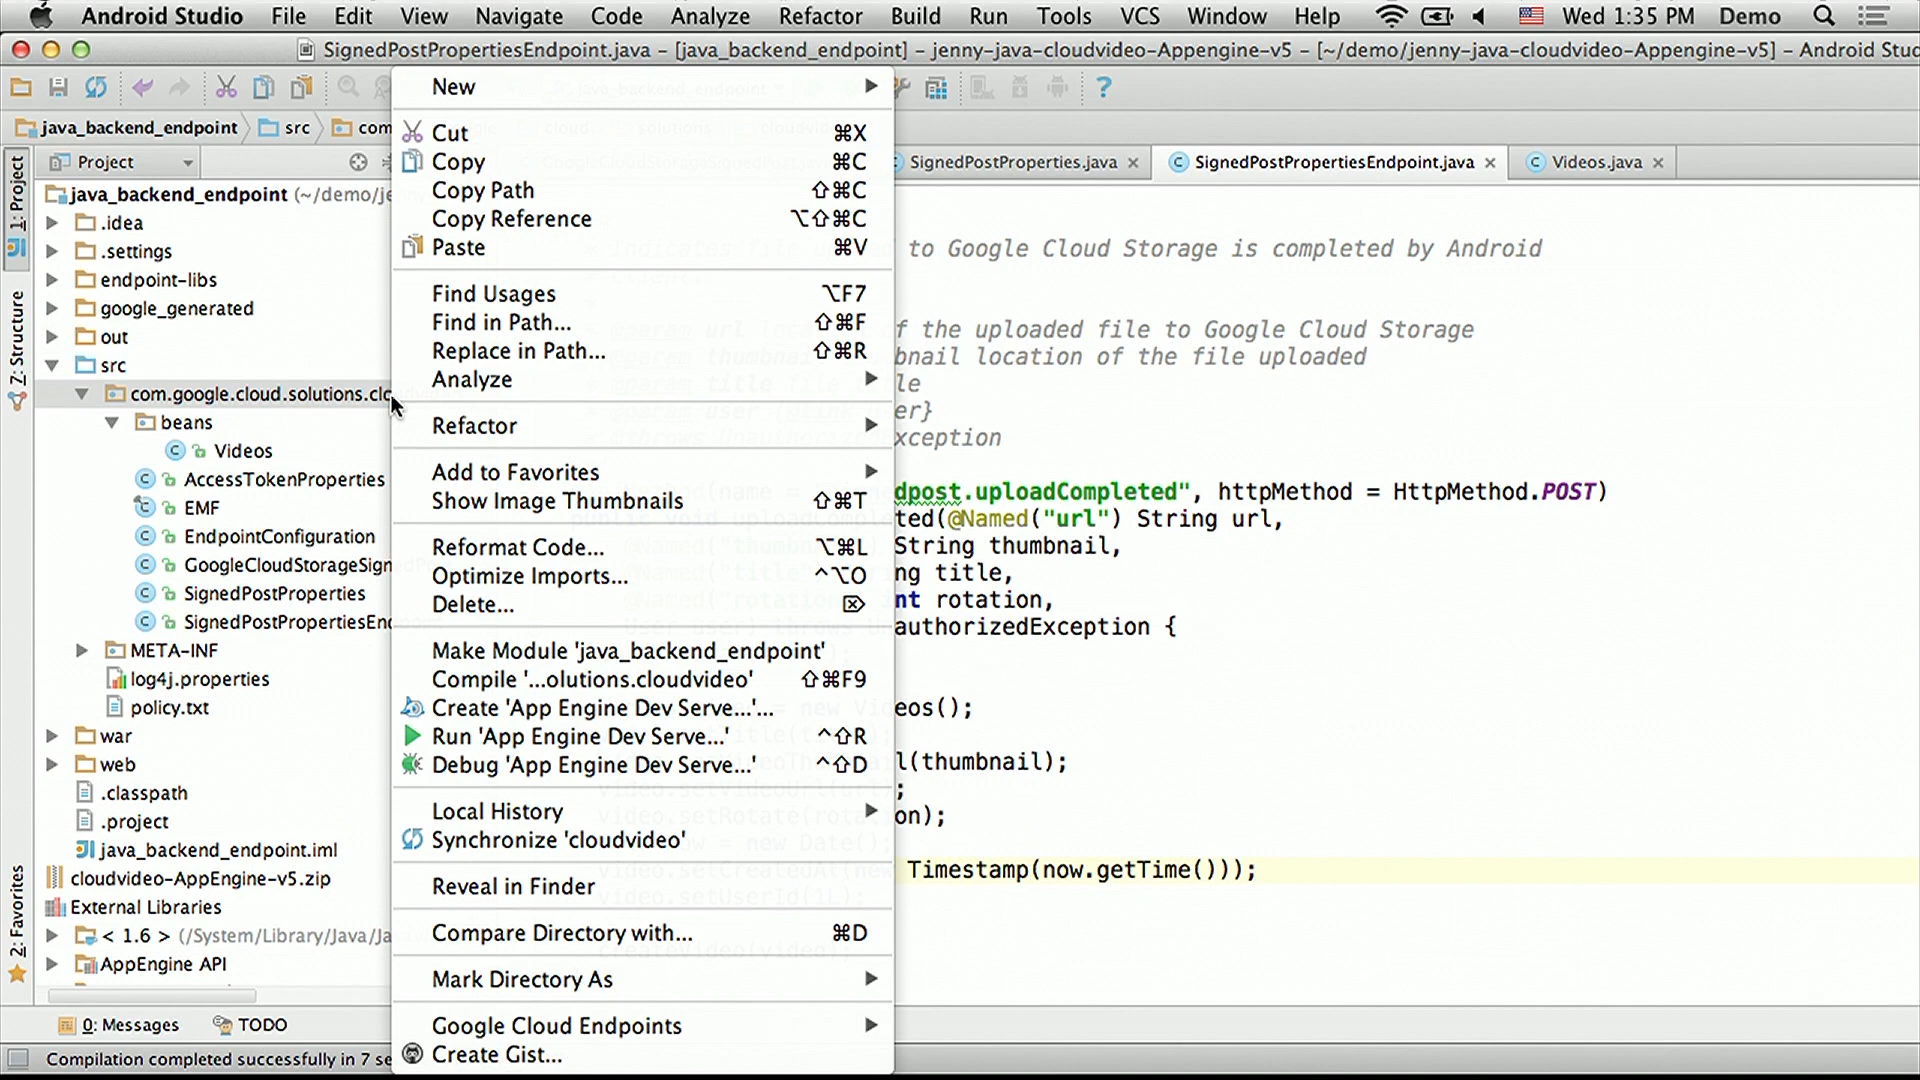 Android Studio File Edit View Navigate Code Analyze Refactor Build Run Tools VCS Window Help Wed 1:35 PM Demo
SignedPostPropertiesEndpoint.java – [java_backend_endpoint] – jenny-java-cloudvideo-Appengine-v5 – [~/demo/jenny-java-cloudvideo-Appengine-v5] – Android Stu
java_backend_endpoint src com
Project
SignedPostProperties.java SignedPostPropertiesEndpoint.java Videos.java
1: Project
Z: Structure
2: Favorites
java_backend_endpoint (~/demo/je
.idea
.settings
endpoint-libs
google_generated
out
src
com.google.cloud.solutions.clo
beans
Videos
AccessTokenProperties
EMF
EndpointConfiguration
GoogleCloudStorageSign
SignedPostProperties
SignedPostPropertiesEnd
META-INF
log4j.properties
policy.txt
war
web
.classpath
.project
java_backend_endpoint.iml
cloudvideo-AppEngine-v5.zip
External Libraries
< 1.6 > (/System/Library/Java/Ja
AppEngine API
New
Cut ⌘X
Copy ⌘C
Copy Path ⇧⌘C
Copy Reference ⌥⇧⌘C
Paste ⌘V
Find Usages ⌥F7
Find in Path... ⇧⌘F
Replace in Path... ⇧⌘R
Analyze
Refactor
Add to Favorites
Show Image Thumbnails ⇧⌘T
Reformat Code... ⌥⌘L
Optimize Imports... ^⌥O
Delete... ⌦
Make Module 'java_backend_endpoint'
Compile '...olutions.cloudvideo' ⇧⌘F9
Create 'App Engine Dev Serve...'...
Run 'App Engine Dev Serve...' ^⇧R
Debug 'App Engine Dev Serve...' ^⇧D
Local History
Synchronize 'cloudvideo'
Reveal in Finder
Compare Directory with... ⌘D
Mark Directory As
Google Cloud Endpoints
Create Gist...
to Google Cloud Storage is completed by Android
f the uploaded file to Google Cloud Storage
bnail location of the file uploaded
le
er}
xception
dpost.uploadCompleted", httpMethod = HttpMethod.POST)
ted(@Named("url") String url,
String thumbnail,
ng title,
nt rotation,
authorizedException {
eos();
l(thumbnail);
;
on);
Timestamp(now.getTime()));
0: Messages TODO
Compilation completed successfully in 7 se